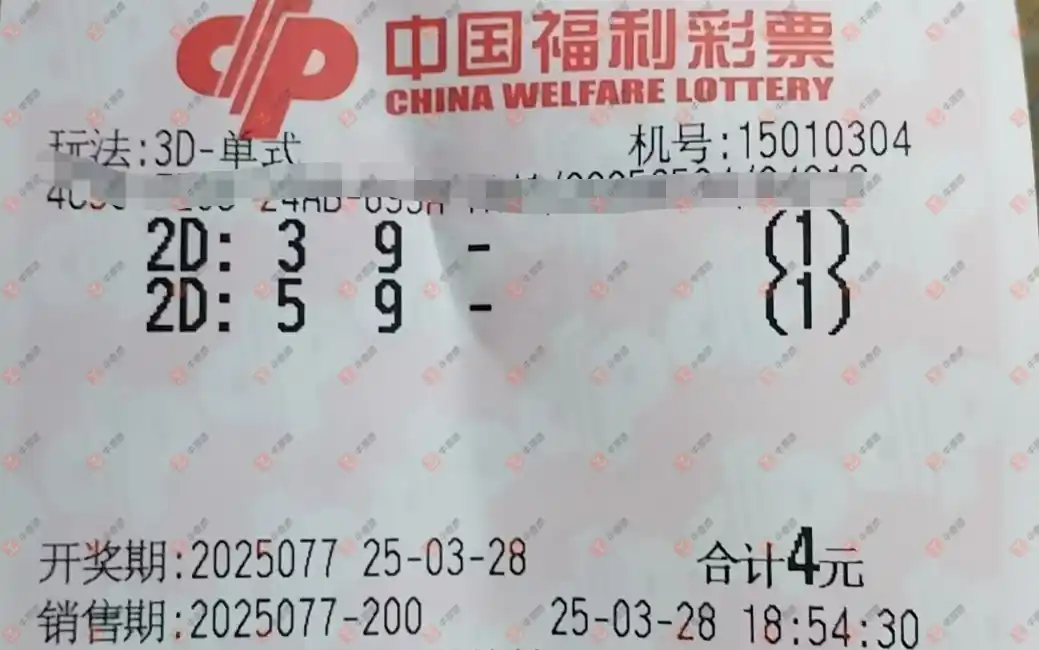 中国福利彩票
CHINA WELFARE LOTTERY
玩法:3D-单式 机号:15010304
2D: 3 9 - (1)
2D: 5 9 - (1)
开奖期:2025077 25-03-28 合计4元
销售期:2025077-200 25-03-28 18:54:30